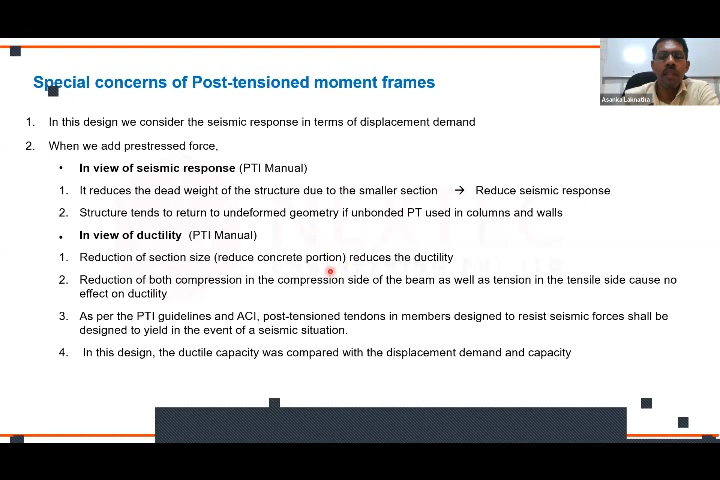 Special concerns of Post-tensioned moment frames
Asanka Laknatha
1. In this design we consider the seismic response in terms of displacement demand
2. When we add prestressed force,
• In view of seismic response (PTI Manual)
1. It reduces the dead weight of the structure due to the smaller section → Reduce seismic response
2. Structure tends to return to undeformed geometry if unbonded PT used in columns and walls
• In view of ductility (PTI Manual)
1. Reduction of section size (reduce concrete portion) reduces the ductility
2. Reduction of both compression in the compression side of the beam as well as tension in the tensile side cause no
effect on ductility
3. As per the PTI guidelines and ACI, post-tensioned tendons in members designed to resist seismic forces shall be
designed to yield in the event of a seismic situation.
4. In this design, the ductile capacity was compared with the displacement demand and capacity